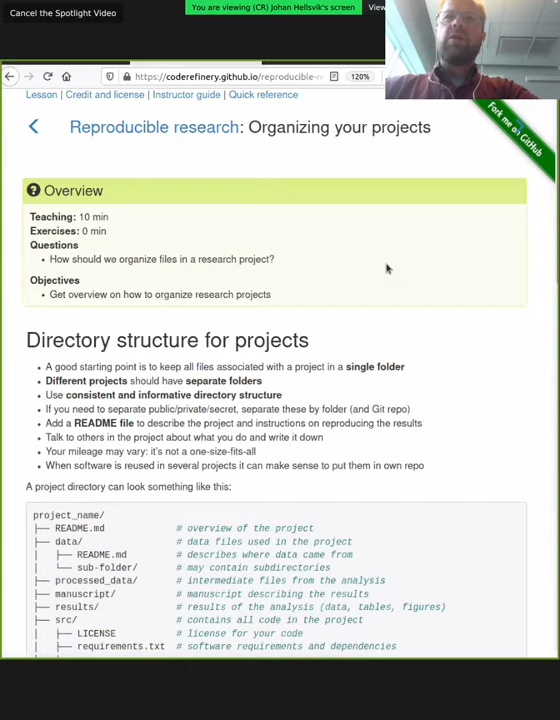 Cancel the Spotlight Video
You are viewing (CR) Johan Hellsvik's screen
View
https://coderefinery.github.io/reproducible-r
120%
Lesson | Credit and license | Instructor guide | Quick reference
Fork me on GitHub
Reproducible research: Organizing your projects
Overview
Teaching: 10 min
Exercises: 0 min
Questions
• How should we organize files in a research project?
Objectives
• Get overview on how to organize research projects
Directory structure for projects
• A good starting point is to keep all files associated with a project in a single folder
• Different projects should have separate folders
• Use consistent and informative directory structure
• If you need to separate public/private/secret, separate these by folder (and Git repo)
• Add a README file to describe the project and instructions on reproducing the results
• Talk to others in the project about what you do and write it down
• Your mileage may vary: it's not a one-size-fits-all
• When software is reused in several projects it can make sense to put them in own repo
A project directory can look something like this:
project_name/
├── README.md # overview of the project
├── data/ # data files used in the project
│ ├── README.md # describes where data came from
│ └── sub-folder/ # may contain subdirectories
├── processed_data/ # intermediate files from the analysis
├── manuscript/ # manuscript describing the results
├── results/ # results of the analysis (data, tables, figures)
├── src/ # contains all code in the project
│ ├── LICENSE # license for your code
│ ├── requirements.txt # software requirements and dependencies